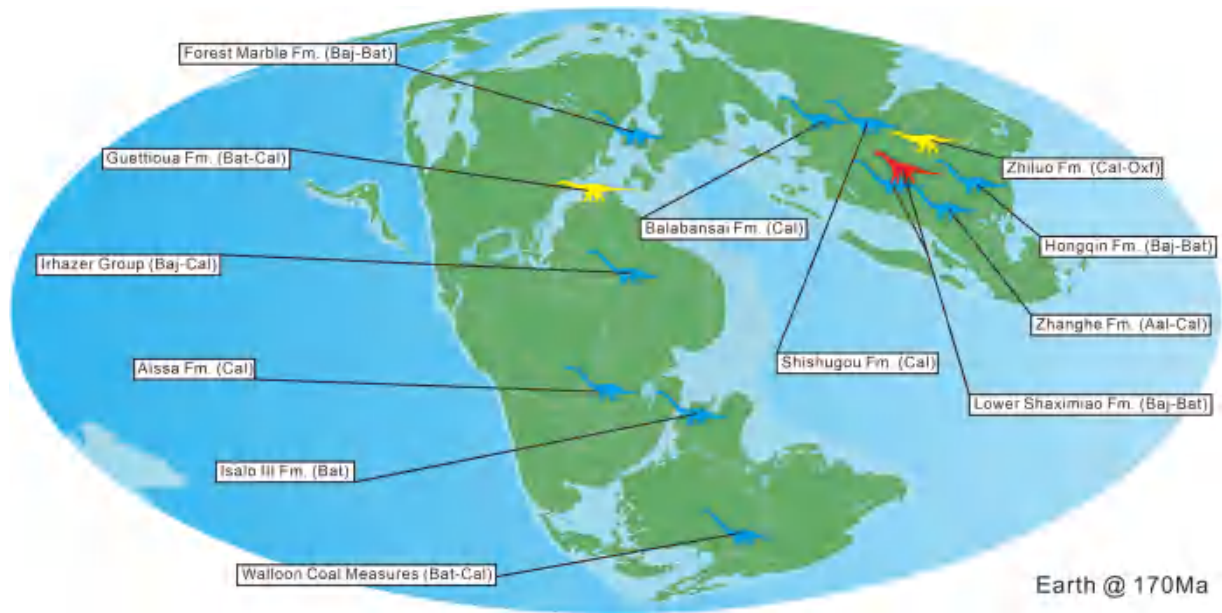 Forest Marble Fm. (Baj-Bat)
Guettioua Fm. (Bat-Cal)
Zhiluo Fm. (Cal-Oxf)
Balabansai Fm. (Cal)
Hongqin Fm. (Baj-Bat)
Irhazer Group (Baj-Cal)
Zhanghe Fm. (Aal-Cal)
Aissa Fm. (Cal)
Shishugou Fm. (Cal)
Lower Shaximiao Fm. (Baj-Bat)
Isalo III Fm. (Bat)
Walloon Coal Measures (Bat-Cal)
Earth @ 170Ma